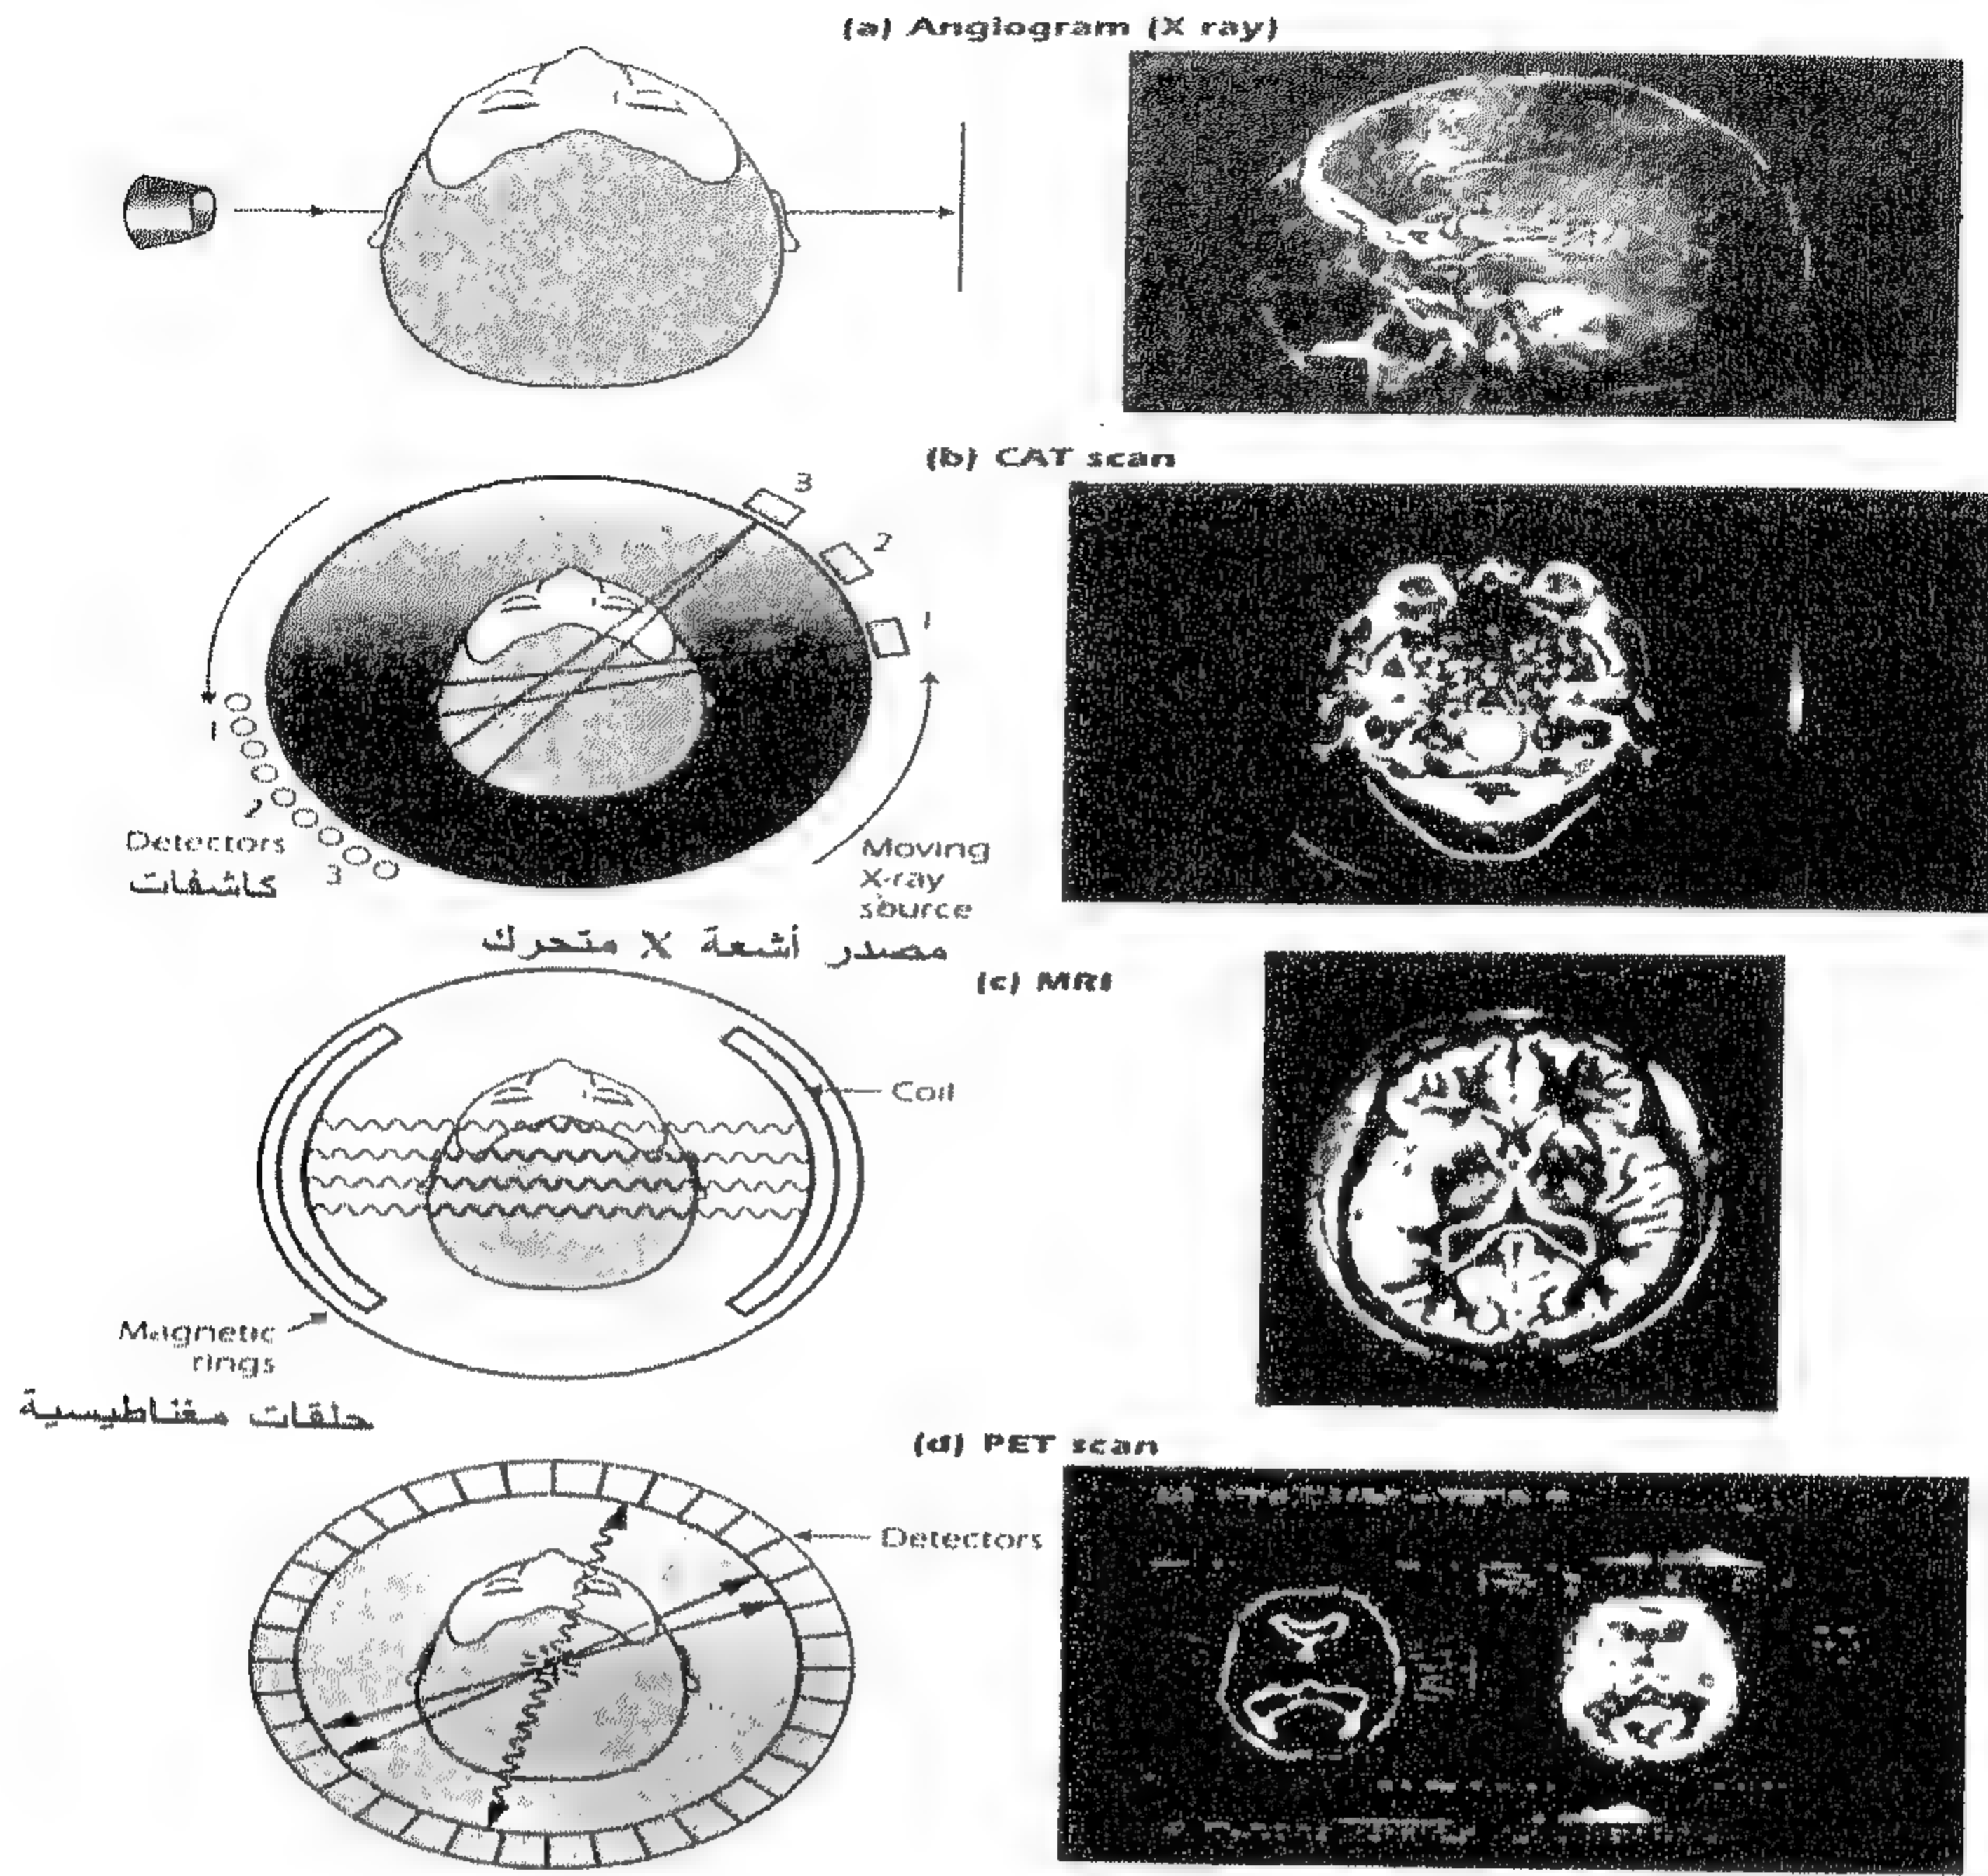 (a) Angiogram (X ray)
(b) CAT scan
3
2
1
1
2
3
Detectors
كاشفات
Moving
X-ray
source
مصدر أشعة X متحرك
(c) MRI
Coil
Magnetic
rings
حلقات مغناطيسية
(d) PET scan
Detectors